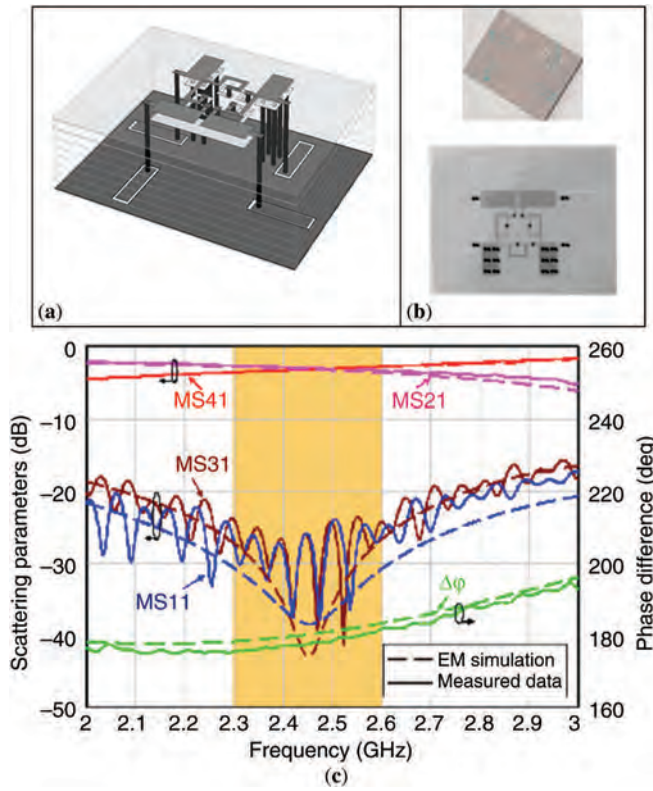 (a)
(b)
0
−10
−20
−30
−40
−50
Scattering parameters (dB)
260
250
240
220
200
180
160
Phase difference (deg)
MS41
MS21
MS31
MS11
Δφ
EM simulation
Measured data
2
2.1
2.2
2.3
2.4
2.5
2.6
2.7
2.8
2.9
3
Frequency (GHz)
(c)